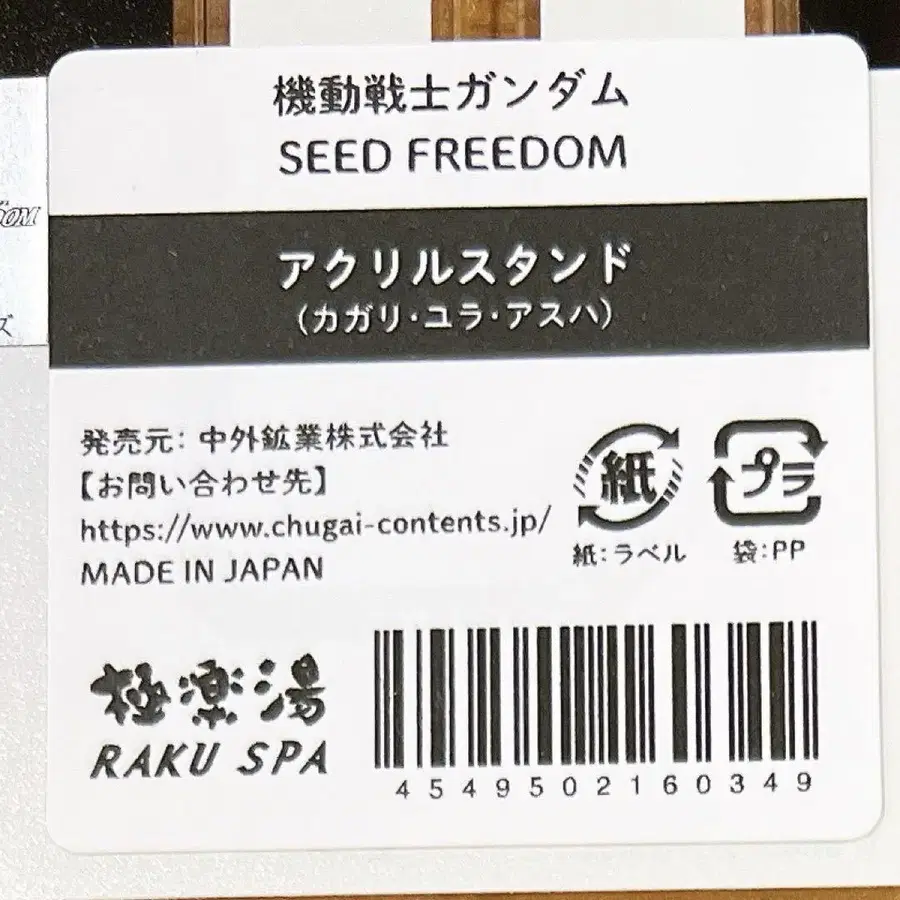 機動戦士ガンダム
SEED FREEDOM
アクリルスタンド
(カガリ・ユラ・アスハ)
発売元: 中外鉱業株式会社
【お問い合わせ先】
https://www.chugai-contents.jp/
MADE IN JAPAN
紙
紙:ラベル
プラ
袋:PP
極楽湯
RAKU SPA
4549502160349
ズ